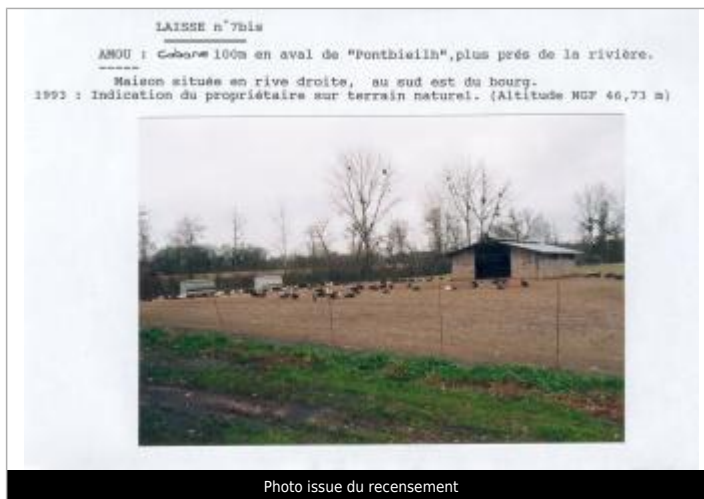 LAISSE n°7bis
AMOU : Cabane 100m en aval de "Pontbieilh",plus prés de la rivière.
Maison située en rive droite, au sud est du bourg.
1993 : Indication du propriétaire sur terrain naturel. (Altitude NGF 46,73 m)
Photo issue du recensement